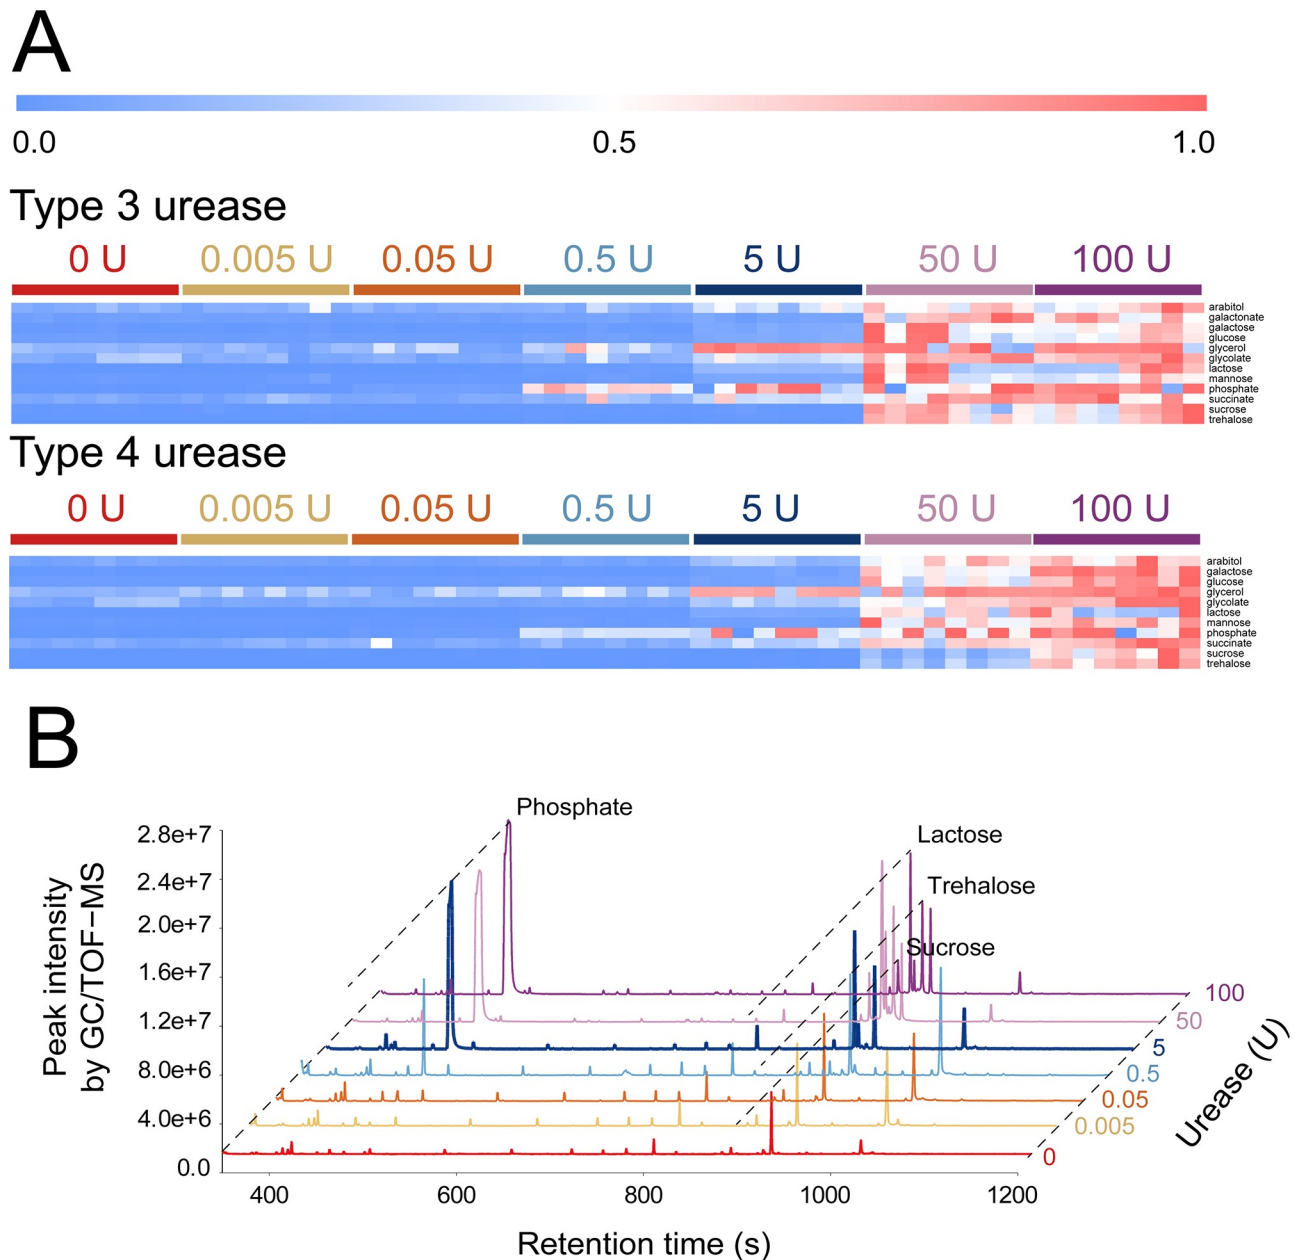 A
0.0 0.5 1.0
Type 3 urease
0 U 0.005 U 0.05 U 0.5 U 5 U 50 U 100 U
arabitol
galactonate
galactose
glucose
glycerol
glycolate
lactose
mannose
phosphate
succinate
sucrose
trehalose
Type 4 urease
0 U 0.005 U 0.05 U 0.5 U 5 U 50 U 100 U
arabitol
galactose
glucose
glycerol
glycolate
lactose
mannose
phosphate
succinate
sucrose
trehalose
B
Peak intensity
by GC/TOF−MS
2.8e+7
2.4e+7
2.0e+7
1.6e+7
1.2e+7
8.0e+6
4.0e+6
0.0
Phosphate
Lactose
Trehalose
Sucrose
100
50
5
0.5
0.05
0.005
0
Urease (U)
400 600 800 1000 1200
Retention time (s)